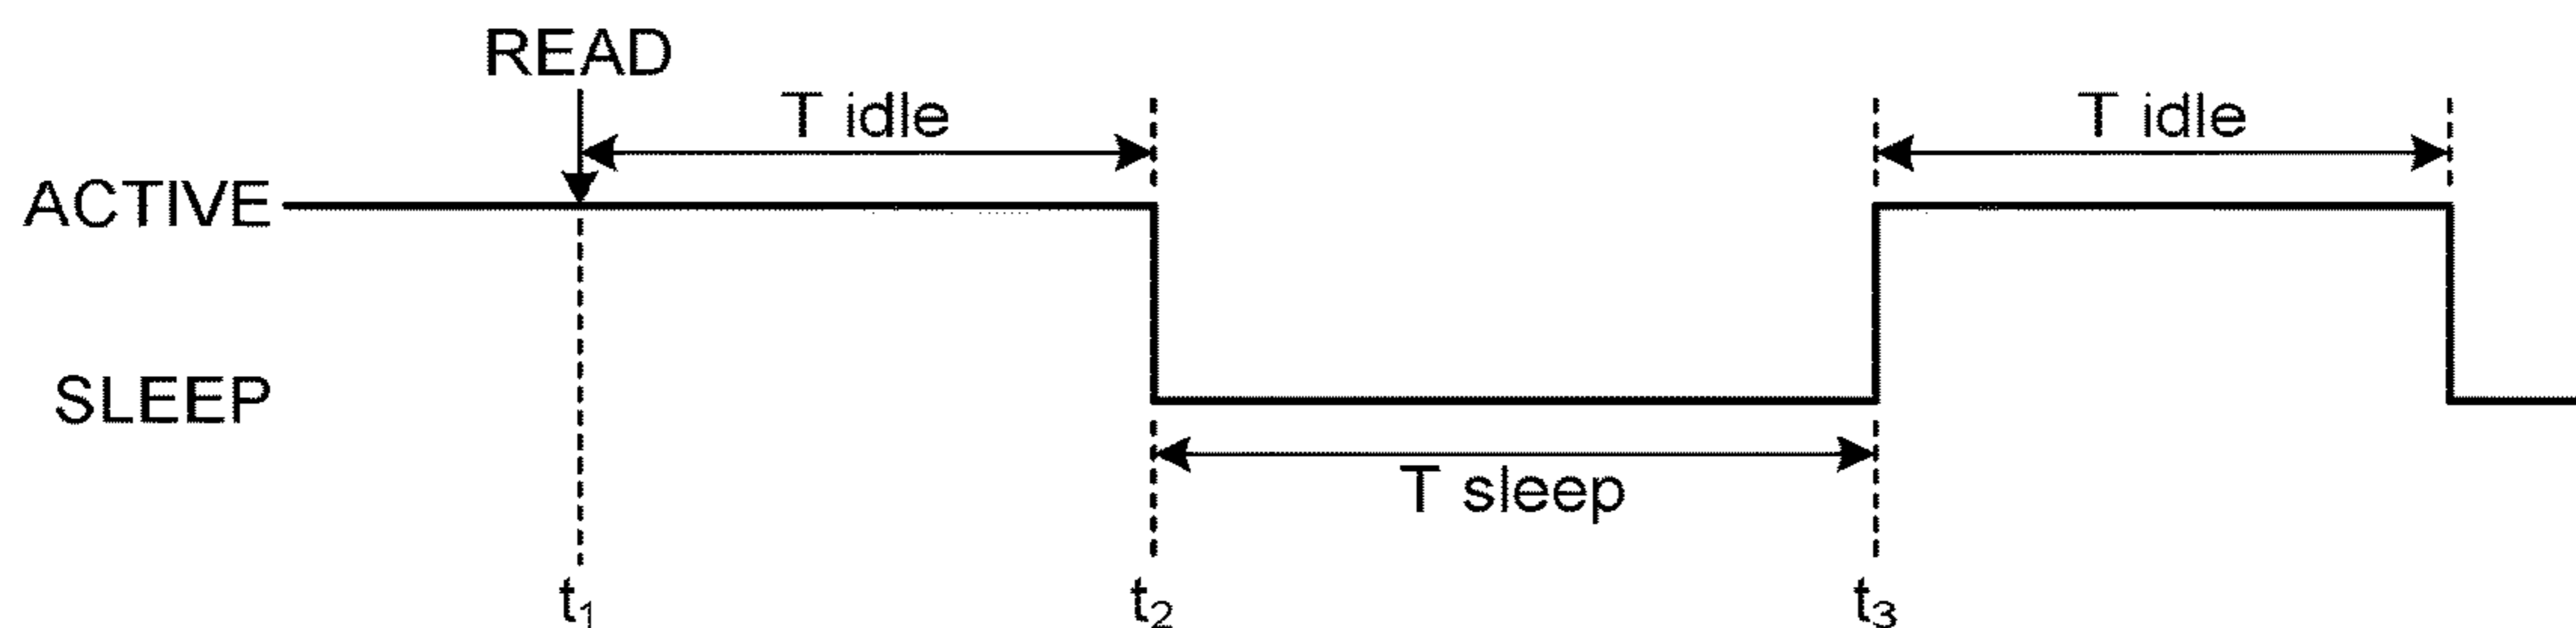 READ
T idle
T idle
ACTIVE
SLEEP
T sleep
t₁
t₂
t₃